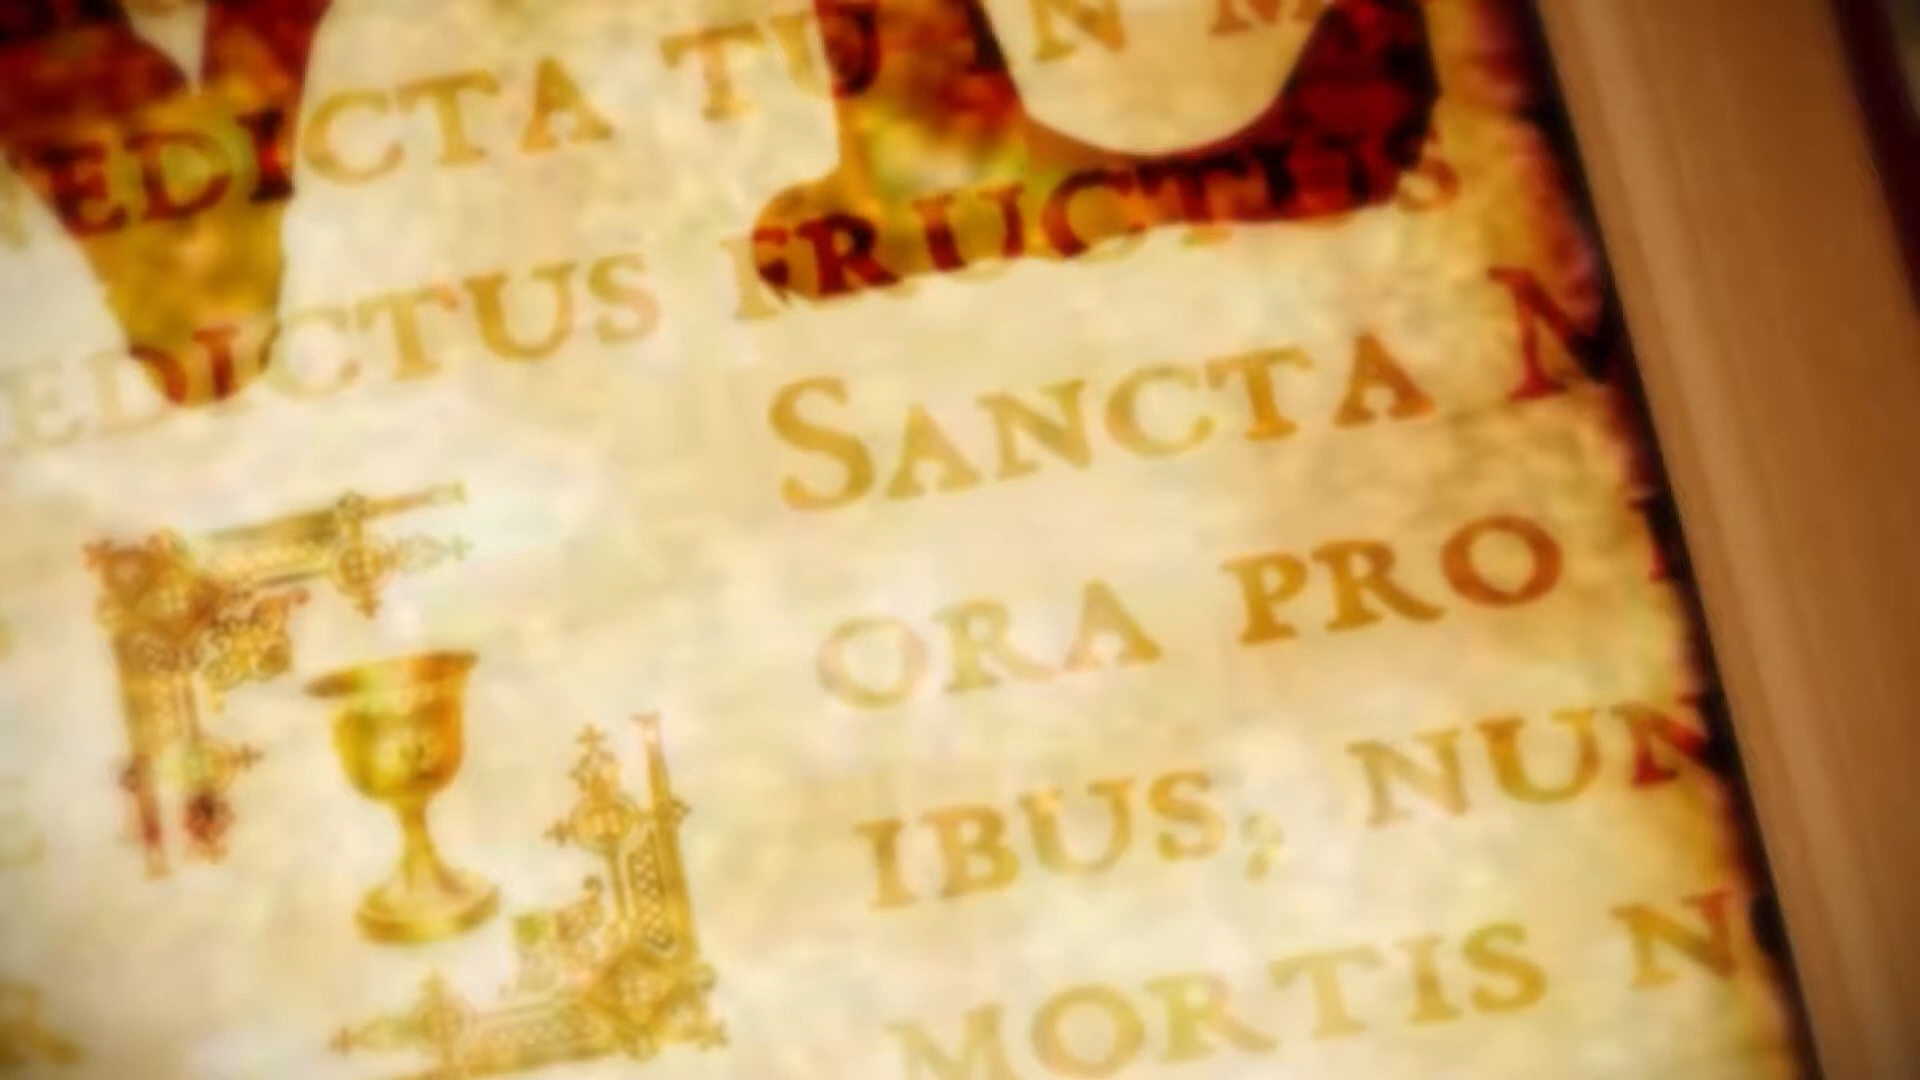 EDICTA TU N M
EDICTUS FRUCTUS
SANCTA M
ORA PRO
IBUS, NUN
MORTIS N